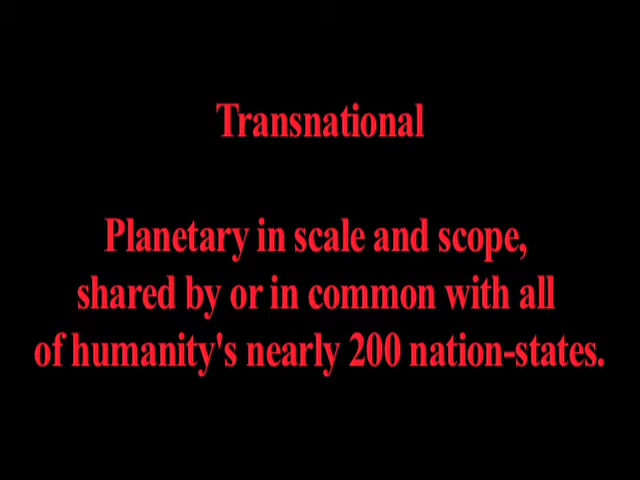 Transnational
Planetary in scale and scope,
shared by or in common with all
of humanity's nearly 200 nation-states.